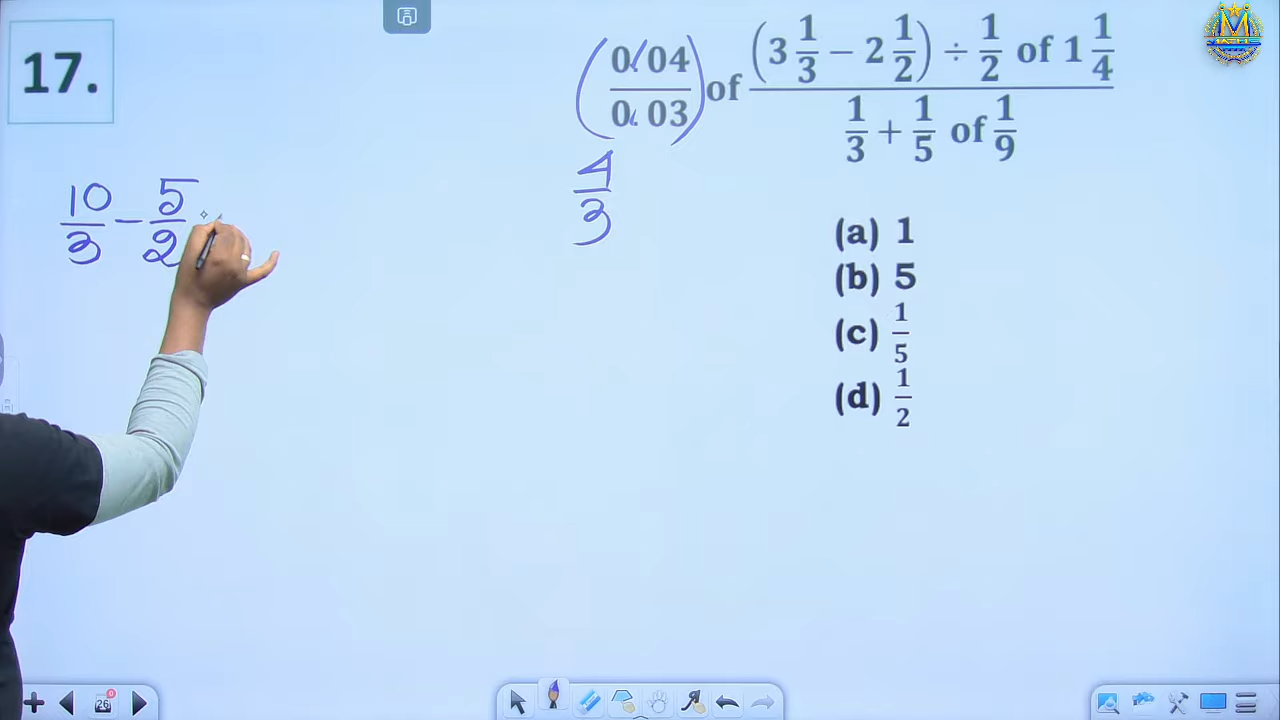 17.
(0.04/0.03) of ((3 1/3 − 2 1/2) ÷ 1/2 of 1 1/4)/(1/3 + 1/5 of 1/9)
4/3
10/3 − 5/2
(a) 1
(b) 5
(c) 1/5
(d) 1/2
M
26